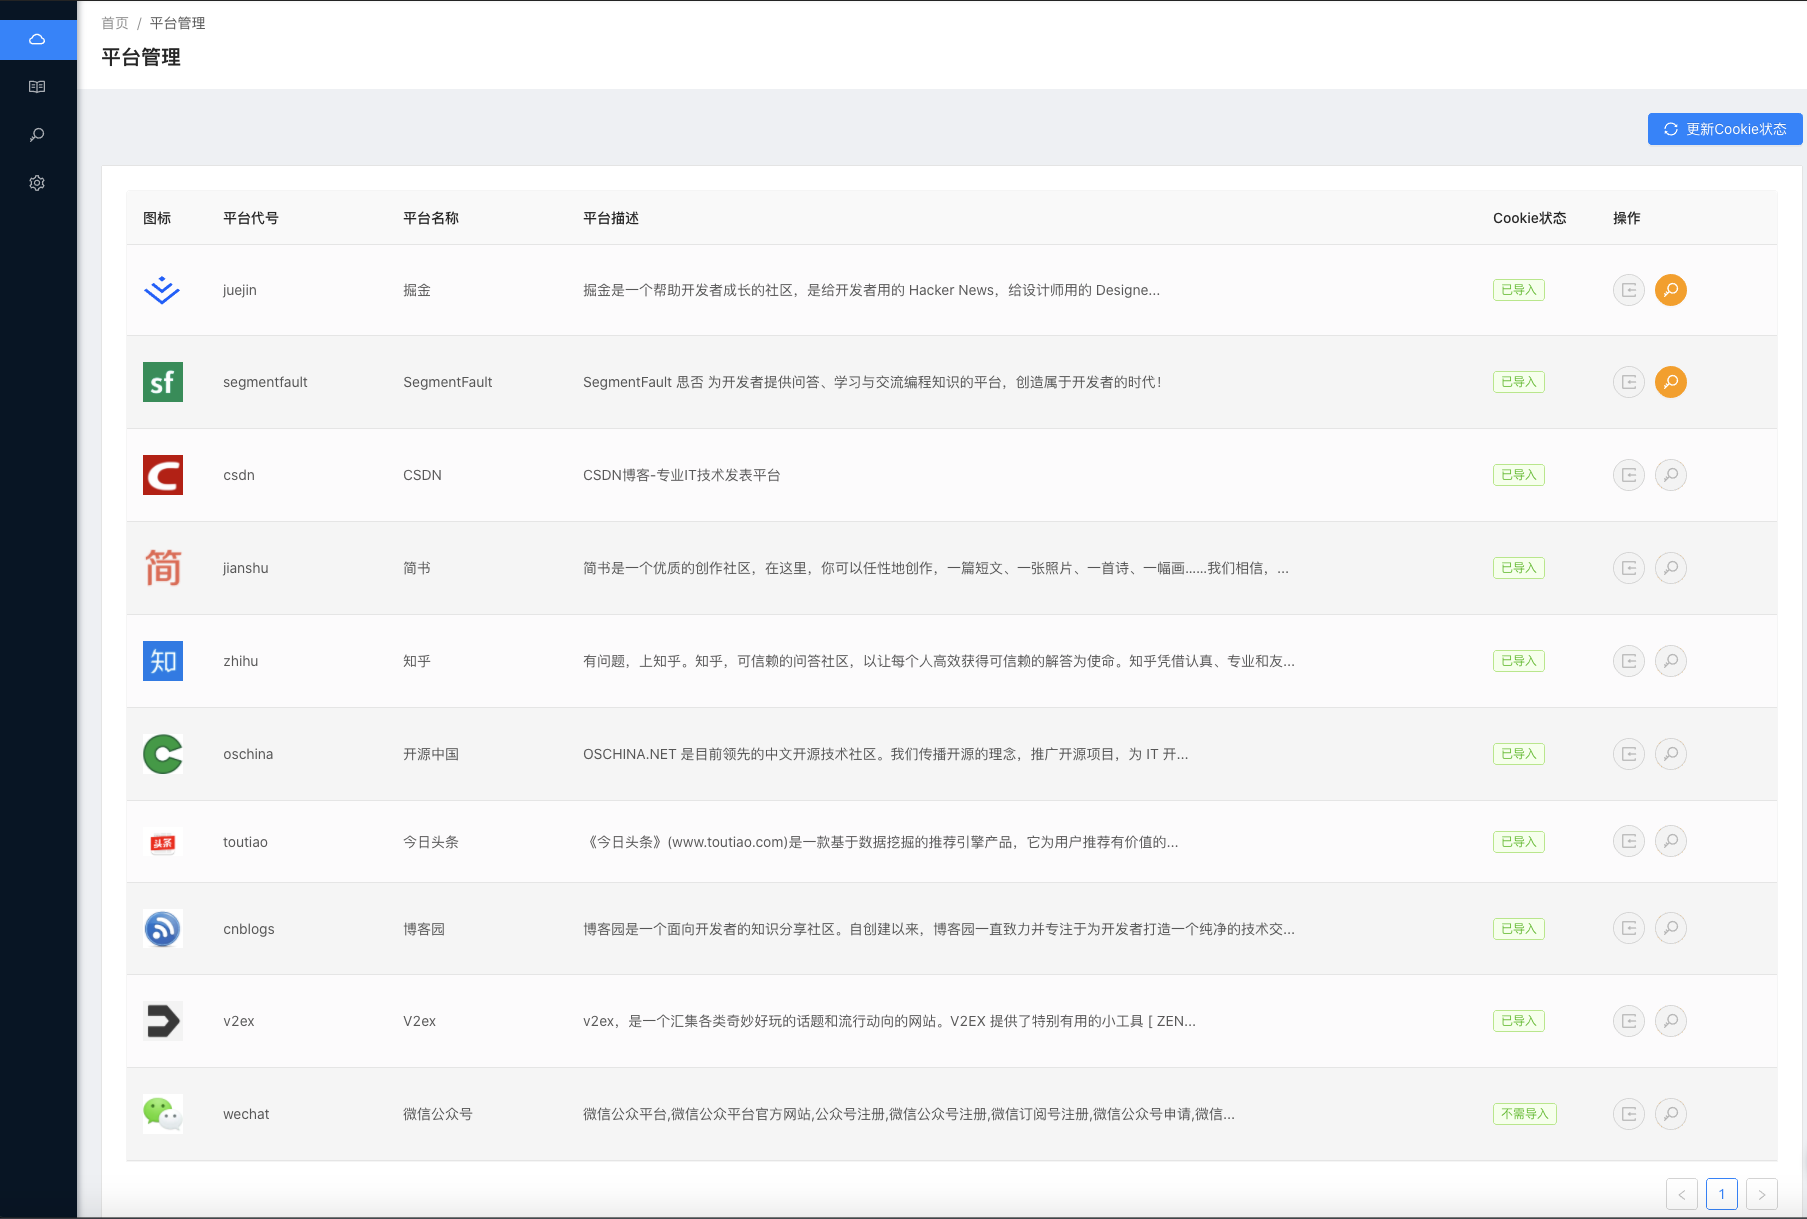 首页 / 平台管理
平台管理
更新Cookie状态
图标 平台代号 平台名称 平台描述 Cookie状态 操作
juejin 掘金 掘金是一个帮助开发者成长的社区，是给开发者用的 Hacker News，给设计师用的 Designe... 已导入
sf segmentfault SegmentFault SegmentFault 思否 为开发者提供问答、学习与交流编程知识的平台，创造属于开发者的时代！ 已导入
C csdn CSDN CSDN博客-专业IT技术发表平台 已导入
简 jianshu 简书 简书是一个优质的创作社区，在这里，你可以任性地创作，一篇短文、一张照片、一首诗、一幅画……我们相信，... 已导入
知 zhihu 知乎 有问题，上知乎。知乎，可信赖的问答社区，以让每个人高效获得可信赖的解答为使命。知乎凭借认真、专业和友... 已导入
oschina 开源中国 OSCHINA.NET 是目前领先的中文开源技术社区。我们传播开源的理念，推广开源项目，为 IT 开... 已导入
头条 toutiao 今日头条 《今日头条》(www.toutiao.com)是一款基于数据挖掘的推荐引擎产品，它为用户推荐有价值的... 已导入
cnblogs 博客园 博客园是一个面向开发者的知识分享社区。自创建以来，博客园一直致力并专注于为开发者打造一个纯净的技术交... 已导入
v2ex V2ex v2ex，是一个汇集各类奇妙好玩的话题和流行动向的网站。V2EX 提供了特别有用的小工具 [ ZEN... 已导入
wechat 微信公众号 微信公众平台,微信公众平台官方网站,公众号注册,微信公众号注册,微信订阅号注册,微信公众号申请,微信... 不需导入
< 1 >